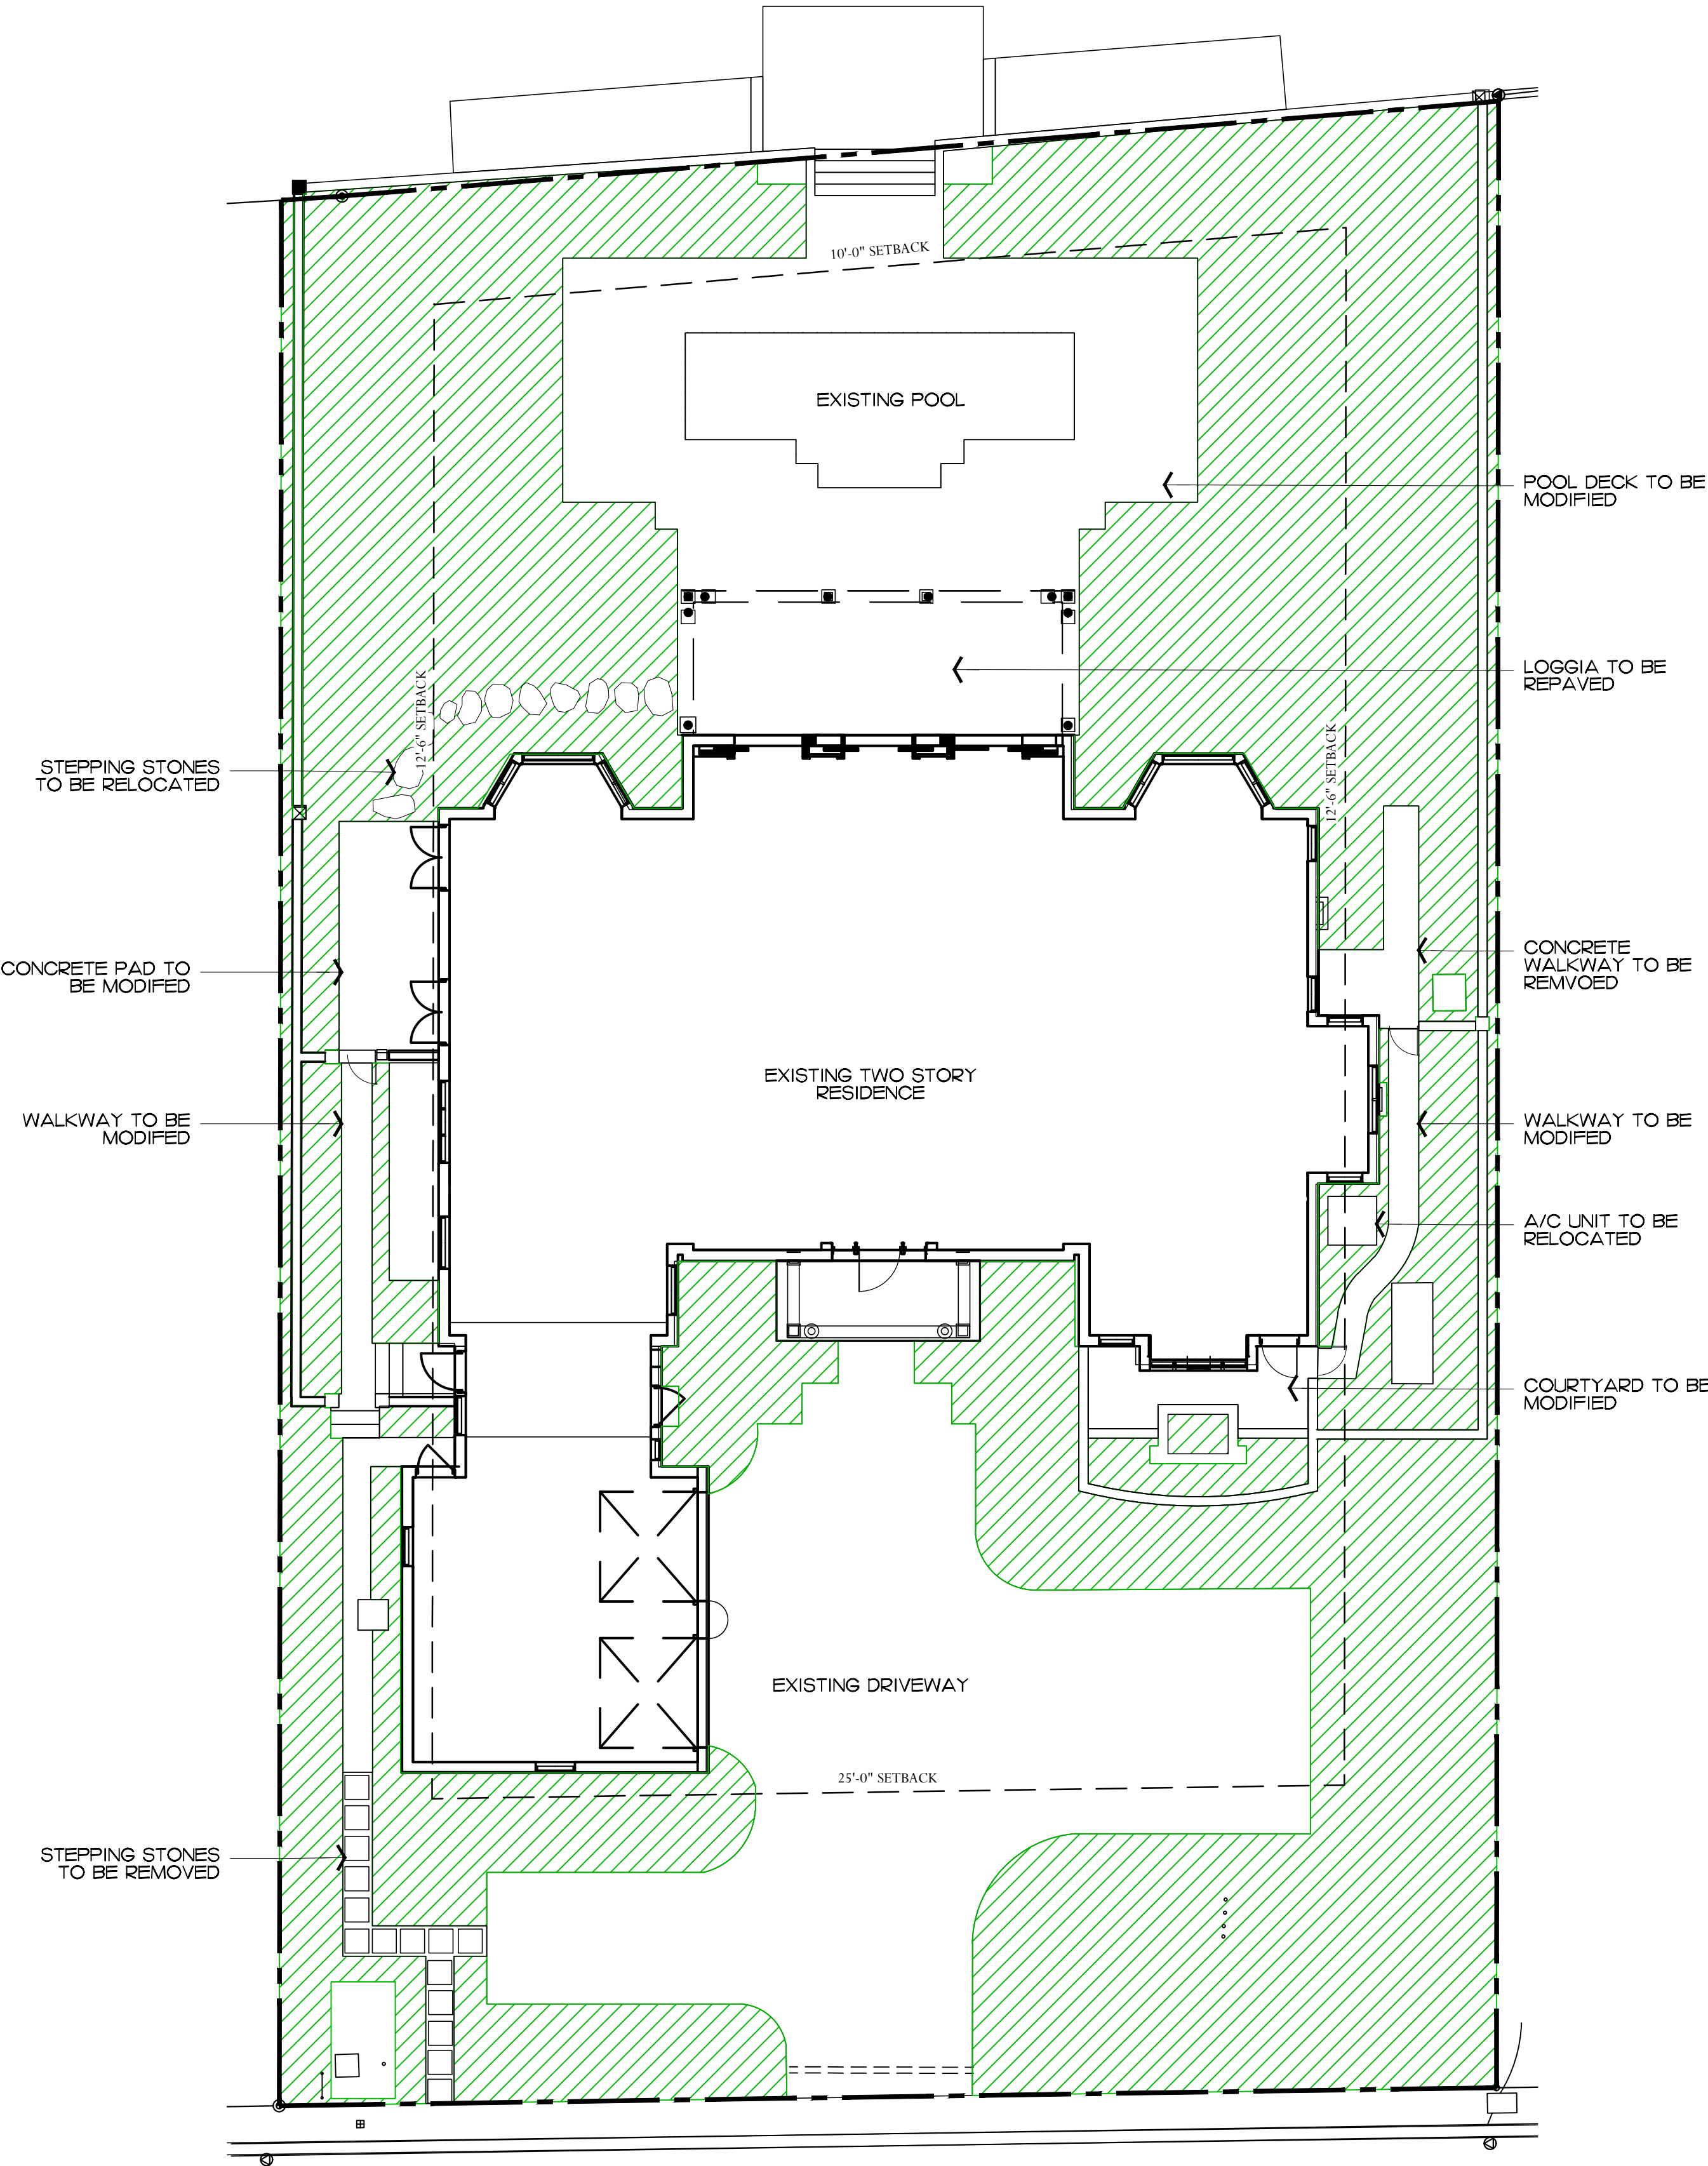 10'-0" SETBACK
EXISTING POOL
POOL DECK TO BE
MODIFIED
LOGGIA TO BE
REPAVED
12'-6" SETBACK
12'-6" SETBACK
STEPPING STONES
TO BE RELOCATED
CONCRETE PAD TO
BE MODIFED
CONCRETE
WALKWAY TO BE
REMVOED
EXISTING TWO STORY
RESIDENCE
WALKWAY TO BE
MODIFED
WALKWAY TO BE
MODIFED
A/C UNIT TO BE
RELOCATED
COURTYARD TO BE
MODIFIED
EXISTING DRIVEWAY
25'-0" SETBACK
STEPPING STONES
TO BE REMOVED